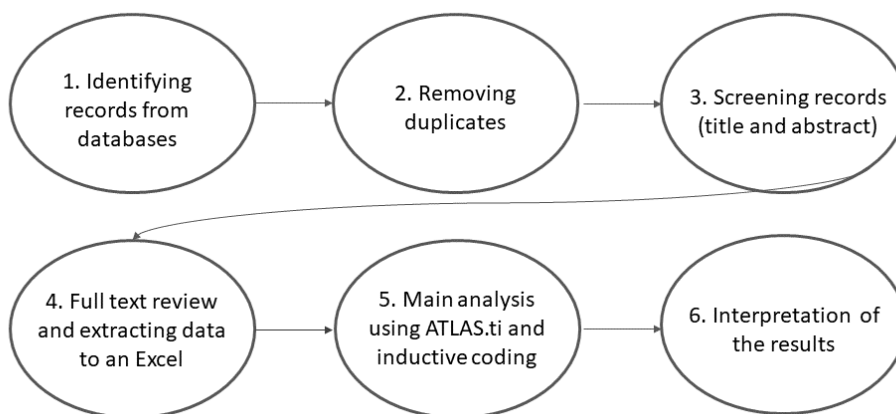 1. Identifying
records from
databases
2. Removing
duplicates
3. Screening records
(title and abstract)
4. Full text review
and extracting data
to an Excel
5. Main analysis
using ATLAS.ti and
inductive coding
6. Interpretation of
the results